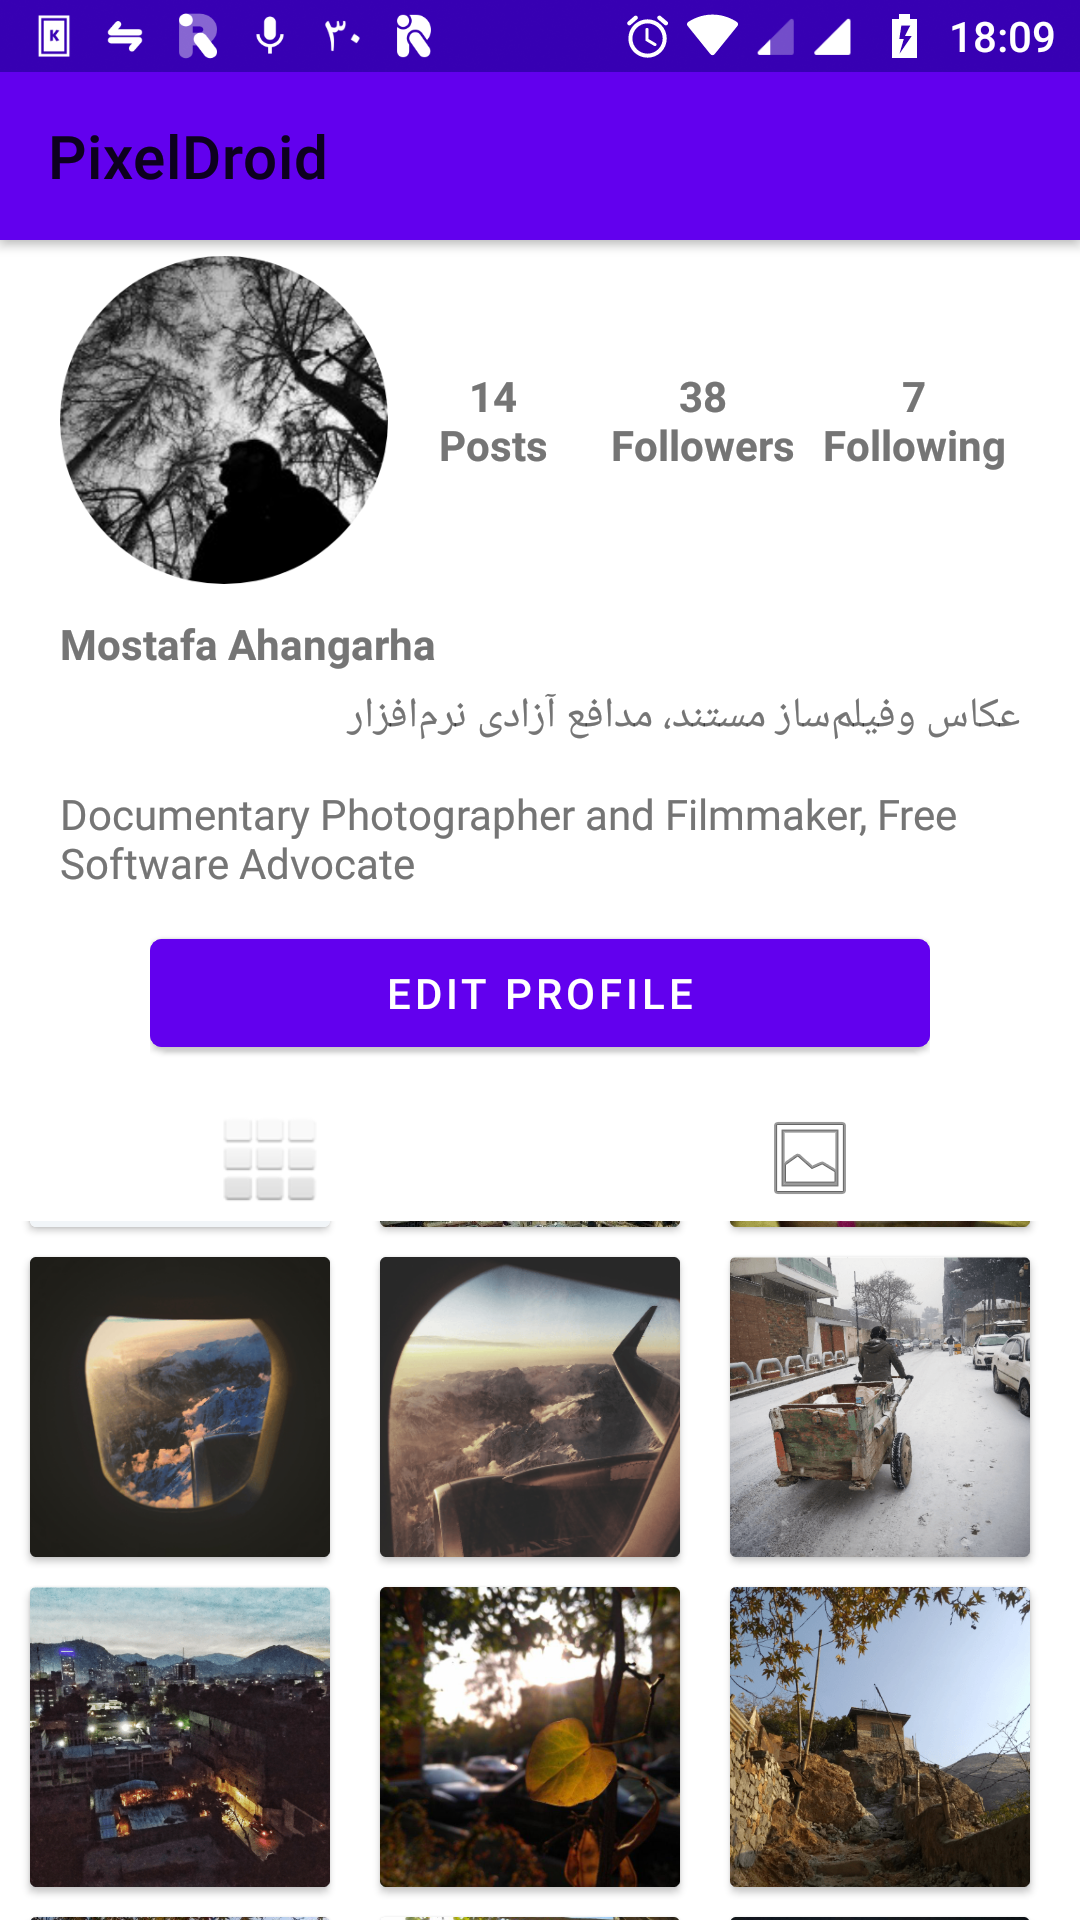 ۳۰
18:09
PixelDroid
14
Posts
38
Followers
7
Following
Mostafa Ahangarha
عکاس وفیلم‌ساز مستند، مدافع آزادی نرم‌افزار
Documentary Photographer and Filmmaker, Free
Software Advocate
EDIT PROFILE